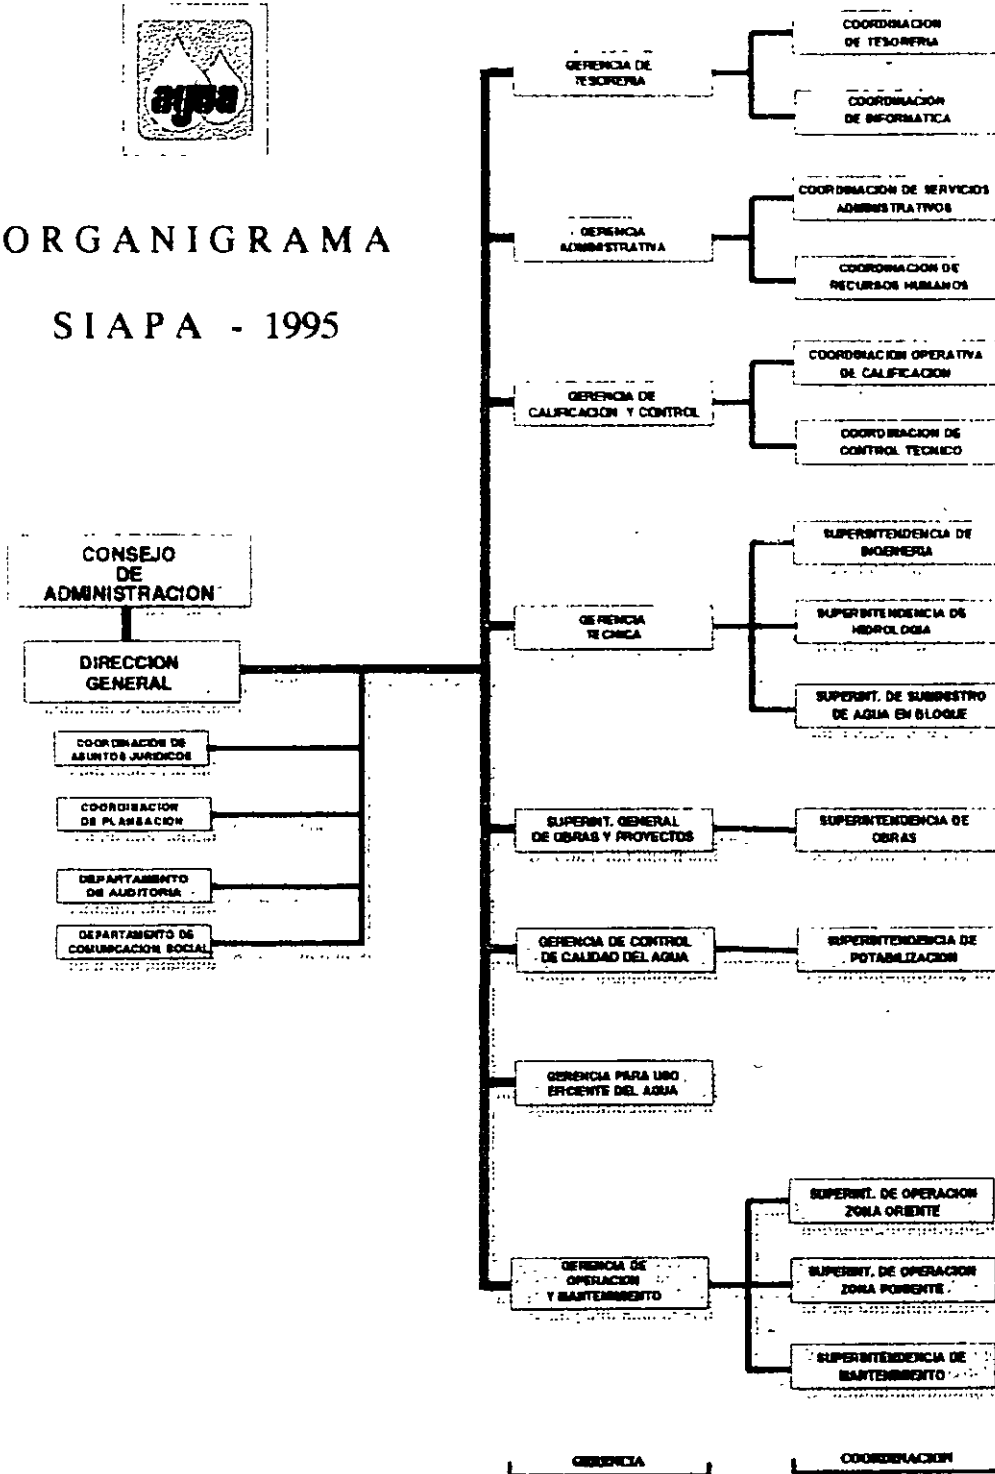 agua
ORGANIGRAMA
SIAPA - 1995
CONSEJO
DE
ADMINISTRACION
DIRECCION
GENERAL
COORDINACION DE
ASUNTOS JURIDICOS
COORDINACION
DE PLANEACION
DEPARTAMENTO
DE AUDITORIA
DEPARTAMENTO DE
COMUNICACION SOCIAL
GERENCIA DE
TESORERIA
COORDINACION
DE TESORERIA
COORDINACION
DE INFORMATICA
GERENCIA
ADMINISTRATIVA
COORDINACION DE SERVICIOS
ADMINISTRATIVOS
COORDINACION DE
RECURSOS HUMANOS
GERENCIA DE
CALIFICACION Y CONTROL
COORDINACION OPERATIVA
DE CALIFICACION
COORDINACION DE
CONTROL TECNICO
GERENCIA
TECNICA
SUPERINTENDENCIA DE
INGENIERIA
SUPERINTENDENCIA DE
HIDROLOGIA
SUPERINT. DE SUMINISTRO
DE AGUA EN BLOQUE
SUPERINT. GENERAL
DE OBRAS Y PROYECTOS
SUPERINTENDENCIA DE
OBRAS
GERENCIA DE CONTROL
DE CALIDAD DEL AGUA
SUPERINTENDENCIA DE
POTABILIZACION
GERENCIA PARA USO
EFICIENTE DEL AGUA
GERENCIA DE
OPERACION
Y MANTENIMIENTO
SUPERINT. DE OPERACION
ZONA ORIENTE
SUPERINT. DE OPERACION
ZONA PONIENTE
SUPERINTENDENCIA DE
MANTENIMIENTO
GERENCIA
COORDINACION